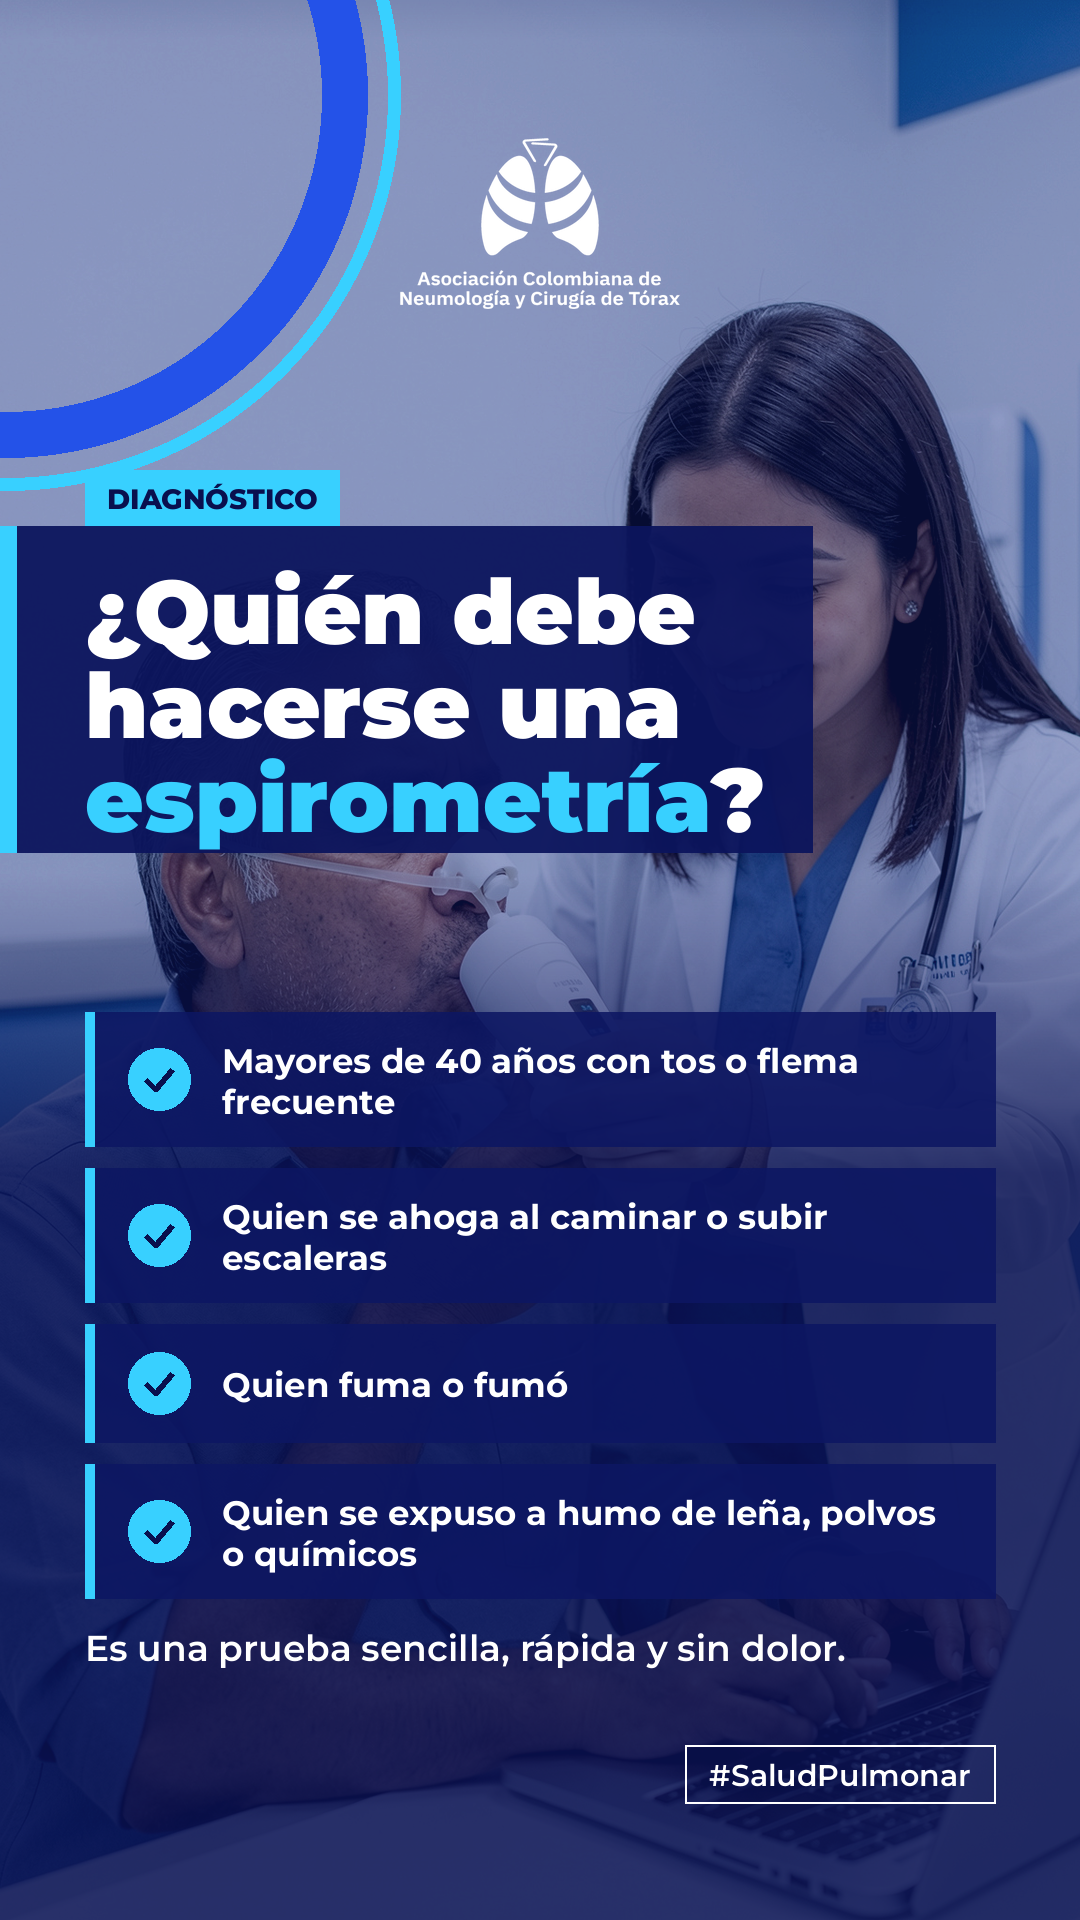 Asociación Colombiana de
Neumología y Cirugía de Tórax
DIAGNÓSTICO
¿Quién debe
hacerse una
espirometría?
Mayores de 40 años con tos o flema
frecuente
Quien se ahoga al caminar o subir
escaleras
Quien fuma o fumó
Quien se expuso a humo de leña, polvos
o químicos
Es una prueba sencilla, rápida y sin dolor.
#SaludPulmonar